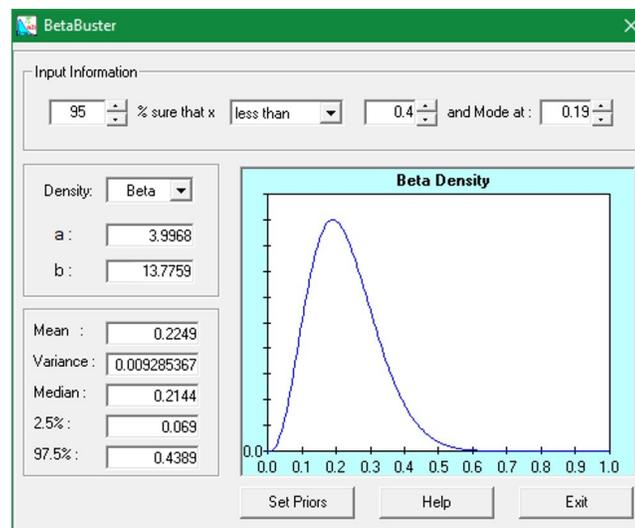 BetaBuster
Input Information
95 % sure that x less than 0.4 and Mode at : 0.19
Density: Beta
a : 3.9968
b : 13.7759
Mean : 0.2249
Variance : 0.009285367
Median : 0.2144
2.5% : 0.069
97.5% : 0.4389
Beta Density
0.0
0.0 0.1 0.2 0.3 0.4 0.5 0.6 0.7 0.8 0.9 1.0
Set Priors Help Exit